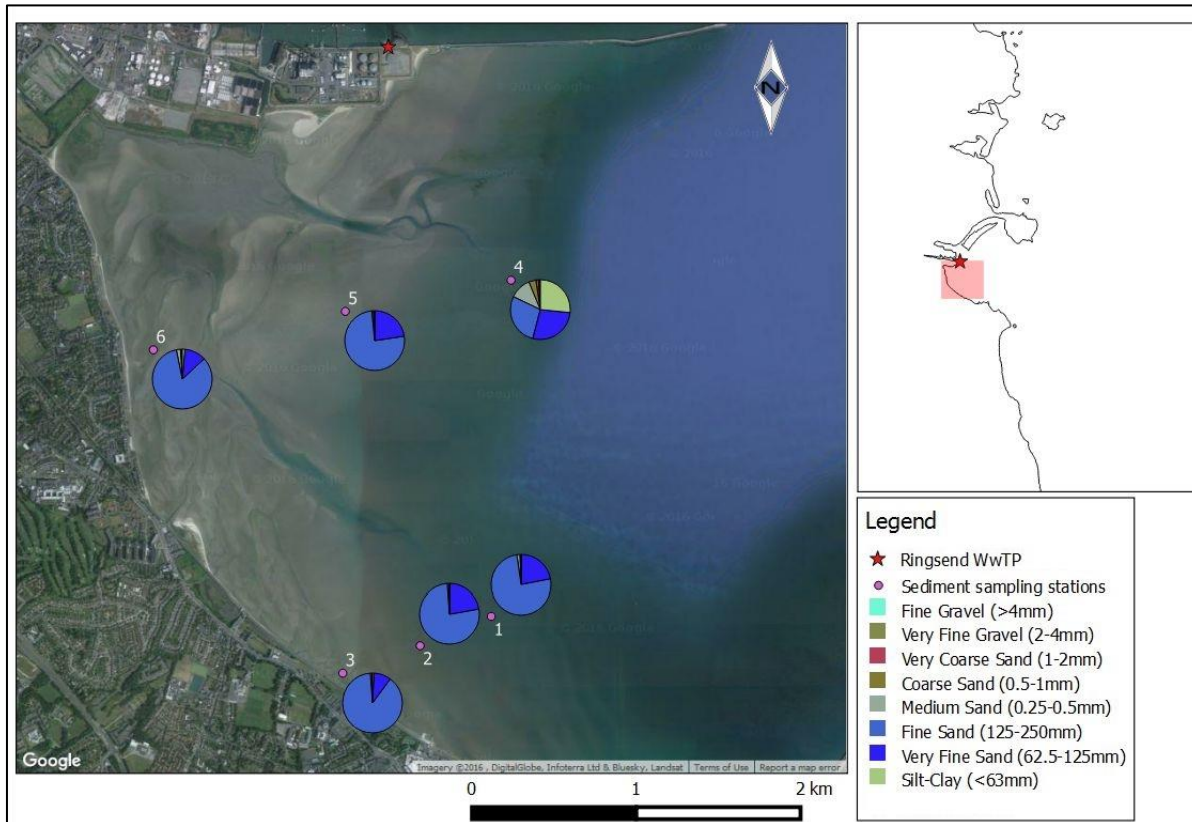 N
4
5
6
1
2
3
Google
Imagery ©2016 , DigitalGlobe, Infoterra Ltd & Bluesky, Landsat | Terms of Use | Report a map error
0 1 2 km
Legend
Ringsend WwTP
Sediment sampling stations
Fine Gravel (>4mm)
Very Fine Gravel (2-4mm)
Very Coarse Sand (1-2mm)
Coarse Sand (0.5-1mm)
Medium Sand (0.25-0.5mm)
Fine Sand (125-250mm)
Very Fine Sand (62.5-125mm)
Silt-Clay (<63mm)